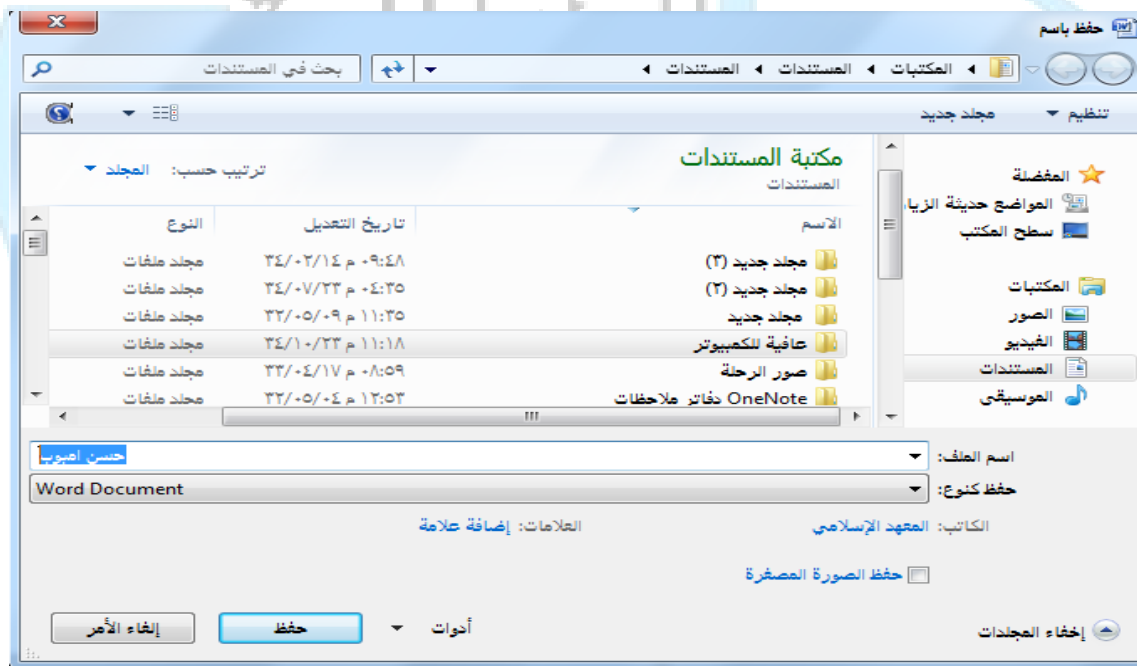 حفظ باسم
المكتبات المستندات المستندات بحث في المستندات
تنظيم مجلد جديد
المفضلة
المواضع حديثة الزيا
سطح المكتب
المكتبات
الصور
الفيديو
المستندات
الموسيقى
مكتبة المستندات
المستندات
ترتيب حسب: المجلد
الاسم تاريخ التعديل النوع
مجلد جديد (٣) ٠٩:٤٨ م ٣٤/٠٢/١٤ مجلد ملفات
مجلد جديد (٢) ٠٤:٣٥ م ٣٤/٠٧/٢٣ مجلد ملفات
مجلد جديد ١١:٣٥ م ٣٢/٠٥/٠٩ مجلد ملفات
عافية للكمبيوتر ١١:١٨ م ٣٤/١٠/٢٣ مجلد ملفات
صور الرحلة ٠٨:٥٩ م ٣٣/٠٤/١٧ مجلد ملفات
OneNote دفاتر ملاحظات ١٢:٥٣ م ٣٢/٠٥/٠٤ مجلد ملفات
اسم الملف: حسن امبوب
حفظ كنوع: Word Document
الكاتب: المعهد الإسلامي العلامات: إضافة علامة
حفظ الصورة المصغرة
إخفاء المجلدات أدوات حفظ إلغاء الأمر